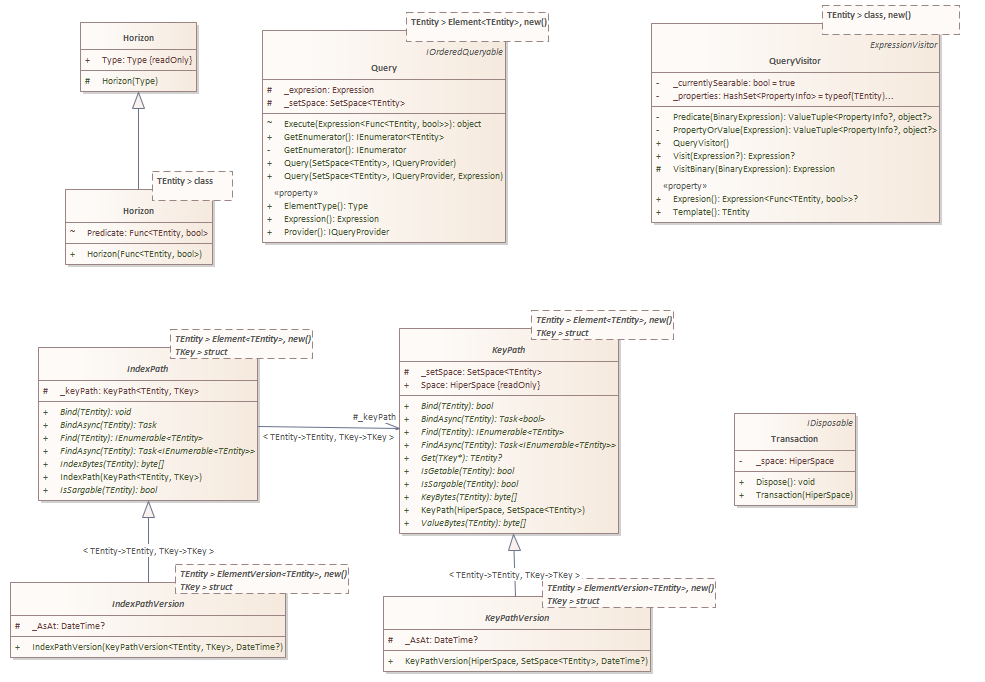 Horizon
+ Type: Type {readOnly}
# Horizon(Type)
TEntity > class
Horizon
~ Predicate: Func<TEntity, bool>
+ Horizon(Func<TEntity, bool>)
TEntity > Element<TEntity>, new()
IOrderedQueryable
Query
# _expresion: Expression
# _setSpace: SetSpace<TEntity>
~ Execute(Expression<Func<TEntity, bool>>): object
+ GetEnumerator(): IEnumerator<TEntity>
- GetEnumerator(): IEnumerator
+ Query(SetSpace<TEntity>, IQueryProvider)
+ Query(SetSpace<TEntity>, IQueryProvider, Expression)
«property»
+ ElementType(): Type
+ Expression(): Expression
+ Provider(): IQueryProvider
TEntity > class, new()
ExpressionVisitor
QueryVisitor
- _currentlySearable: bool = true
- _properties: HashSet<PropertyInfo> = typeof(TEntity)...
- Predicate(BinaryExpression): ValueTuple<PropertyInfo?, object?>
- PropertyOrValue(Expression): ValueTuple<PropertyInfo?, object?>
+ QueryVisitor()
+ Visit(Expression?): Expression?
# VisitBinary(BinaryExpression): Expression
«property»
+ Expresion(): Expression<Func<TEntity, bool>>?
+ Template(): TEntity
TEntity > Element<TEntity>, new()
TKey > struct
IndexPath
# _keyPath: KeyPath<TEntity, TKey>
+ Bind(TEntity): void
+ BindAsync(TEntity): Task
+ Find(TEntity): IEnumerable<TEntity>
+ FindAsync(TEntity): Task<IEnumerable<TEntity>>
+ IndexBytes(TEntity): byte[]
+ IndexPath(KeyPath<TEntity, TKey>)
+ IsSargable(TEntity): bool
#_keyPath
< TEntity->TEntity, TKey->TKey >
TEntity > Element<TEntity>, new()
TKey > struct
KeyPath
# _setSpace: SetSpace<TEntity>
+ Space: HiperSpace {readOnly}
+ Bind(TEntity): bool
+ BindAsync(TEntity): Task<bool>
+ Find(TEntity): IEnumerable<TEntity>
+ FindAsync(TEntity): Task<IEnumerable<TEntity>>
+ Get(TKey*): TEntity?
+ IsGetable(TEntity): bool
+ IsSargable(TEntity): bool
+ KeyBytes(TEntity): byte[]
+ KeyPath(HiperSpace, SetSpace<TEntity>)
+ ValueBytes(TEntity): byte[]
IDisposable
Transaction
- _space: HiperSpace
+ Dispose(): void
+ Transaction(HiperSpace)
< TEntity->TEntity, TKey->TKey >
TEntity > ElementVersion<TEntity>, new()
TKey > struct
IndexPathVersion
# _AsAt: DateTime?
+ IndexPathVersion(KeyPathVersion<TEntity, TKey>, DateTime?)
< TEntity->TEntity, TKey->TKey >
TEntity > ElementVersion<TEntity>, new()
TKey > struct
KeyPathVersion
# _AsAt: DateTime?
+ KeyPathVersion(HiperSpace, SetSpace<TEntity>, DateTime?)